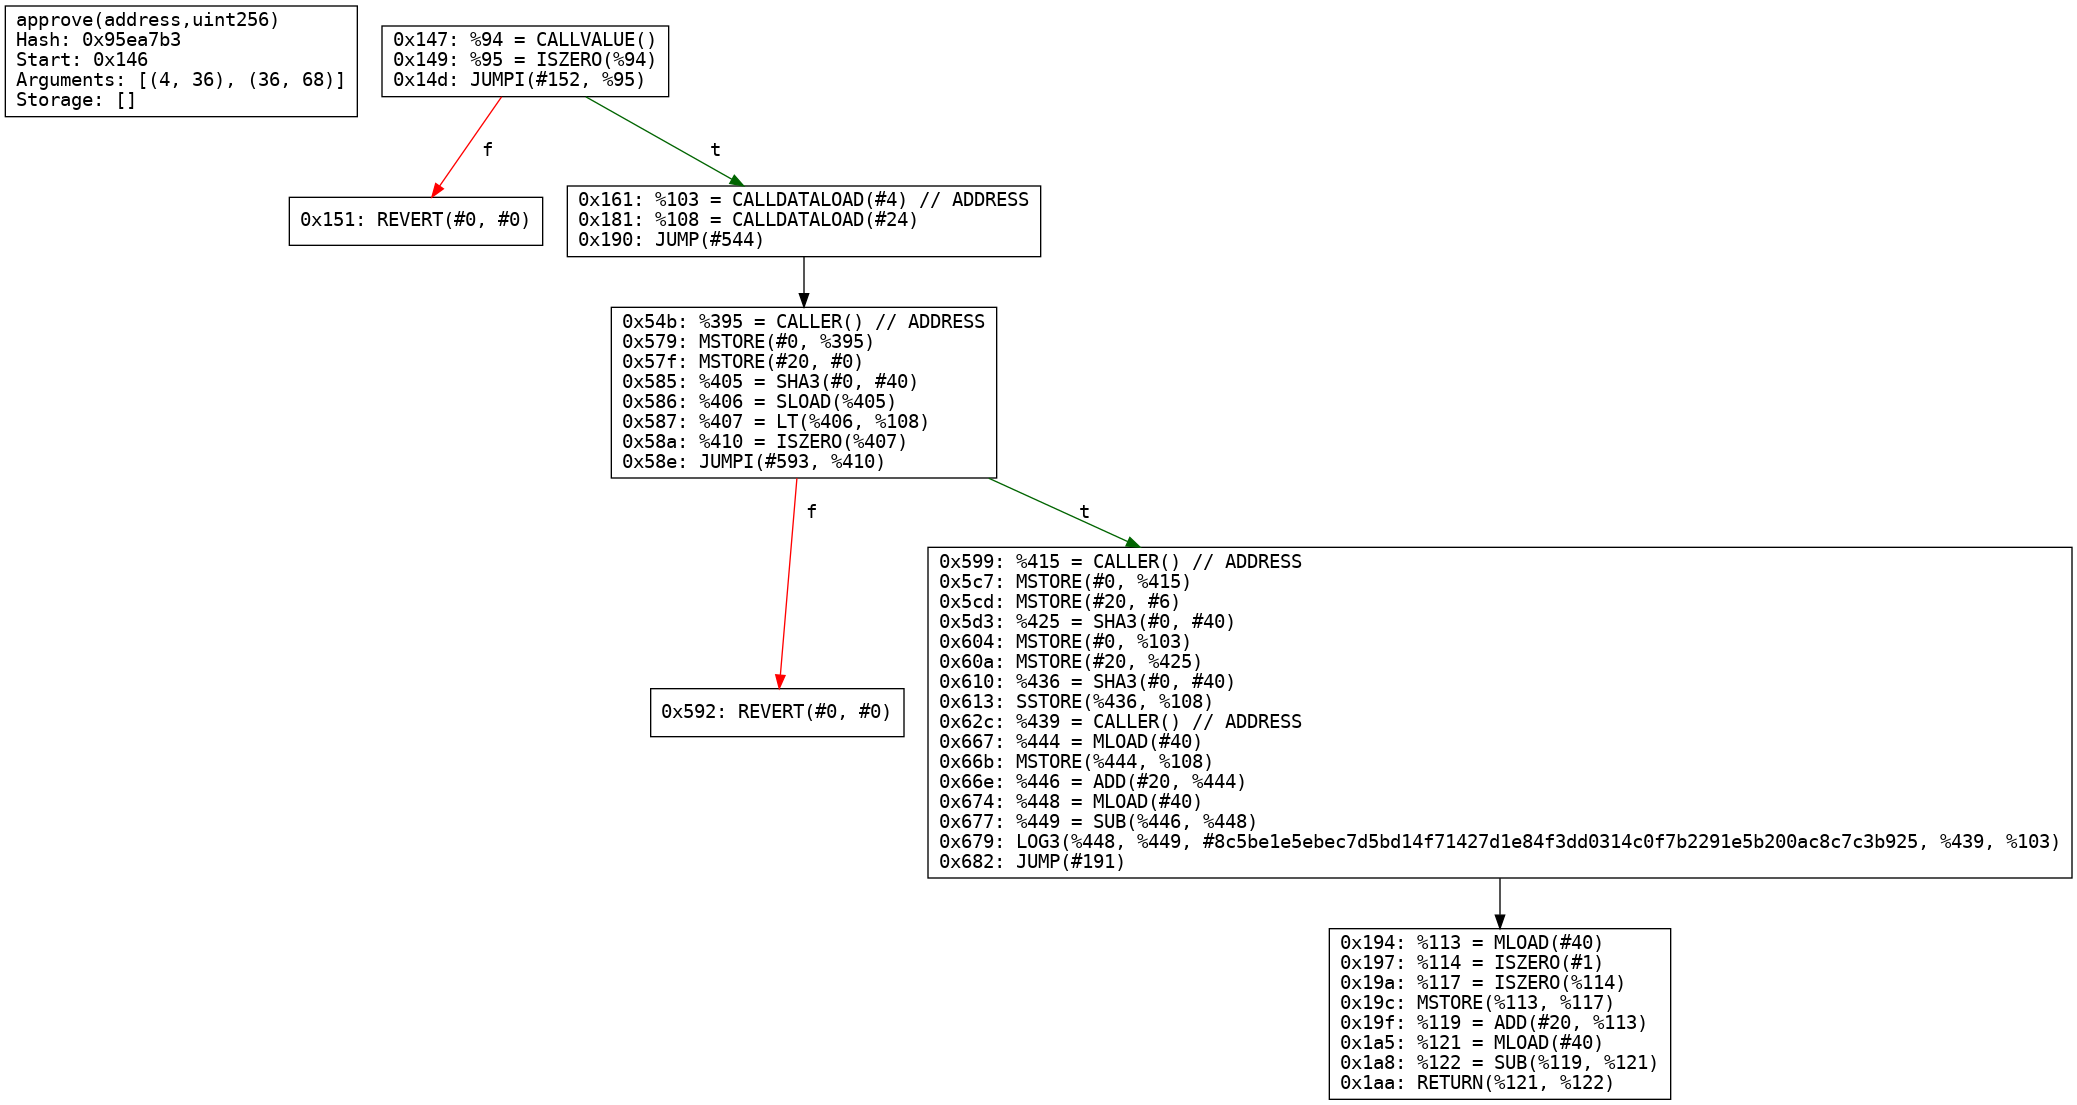 approve(address,uint256)
Hash: 0x95ea7b3
Start: 0x146
Arguments: [(4, 36), (36, 68)]
Storage: []
0x147: %94 = CALLVALUE()
0x149: %95 = ISZERO(%94)
0x14d: JUMPI(#152, %95)
f
t
0x151: REVERT(#0, #0)
0x161: %103 = CALLDATALOAD(#4) // ADDRESS
0x181: %108 = CALLDATALOAD(#24)
0x190: JUMP(#544)
0x54b: %395 = CALLER() // ADDRESS
0x579: MSTORE(#0, %395)
0x57f: MSTORE(#20, #0)
0x585: %405 = SHA3(#0, #40)
0x586: %406 = SLOAD(%405)
0x587: %407 = LT(%406, %108)
0x58a: %410 = ISZERO(%407)
0x58e: JUMPI(#593, %410)
f
t
0x592: REVERT(#0, #0)
0x599: %415 = CALLER() // ADDRESS
0x5c7: MSTORE(#0, %415)
0x5cd: MSTORE(#20, #6)
0x5d3: %425 = SHA3(#0, #40)
0x604: MSTORE(#0, %103)
0x60a: MSTORE(#20, %425)
0x610: %436 = SHA3(#0, #40)
0x613: SSTORE(%436, %108)
0x62c: %439 = CALLER() // ADDRESS
0x667: %444 = MLOAD(#40)
0x66b: MSTORE(%444, %108)
0x66e: %446 = ADD(#20, %444)
0x674: %448 = MLOAD(#40)
0x677: %449 = SUB(%446, %448)
0x679: LOG3(%448, %449, #8c5be1e5ebec7d5bd14f71427d1e84f3dd0314c0f7b2291e5b200ac8c7c3b925, %439, %103)
0x682: JUMP(#191)
0x194: %113 = MLOAD(#40)
0x197: %114 = ISZERO(#1)
0x19a: %117 = ISZERO(%114)
0x19c: MSTORE(%113, %117)
0x19f: %119 = ADD(#20, %113)
0x1a5: %121 = MLOAD(#40)
0x1a8: %122 = SUB(%119, %121)
0x1aa: RETURN(%121, %122)